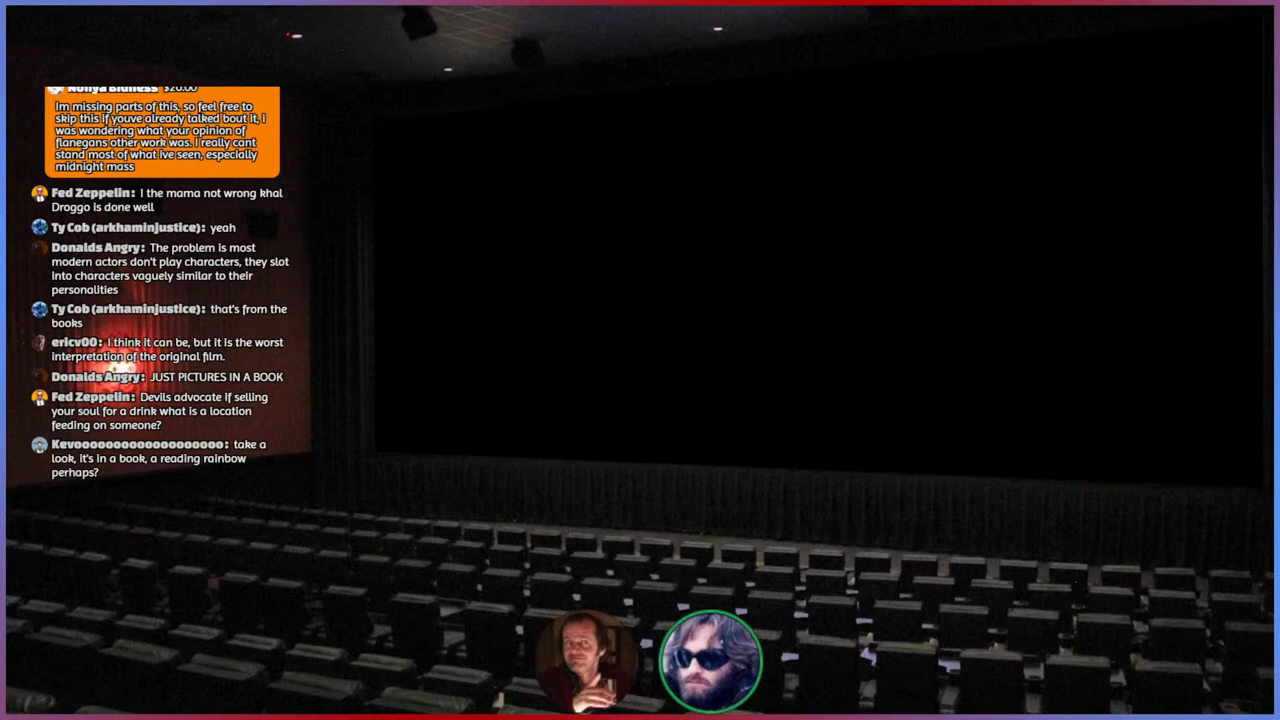 Nonya Bidness $20.00
Im missing parts of this, so feel free to
skip this if youve already talked bout it, i
was wondering what your opinion of
flanegans other work was. i really cant
stand most of what ive seen, especially
midnight mass
Fed Zeppelin: I the mama not wrong khal
Droggo is done well
Ty Cob (arkhaminjustice): yeah
Donalds Angry: The problem is most
modern actors don't play characters, they slot
into characters vaguely similar to their
personalities
Ty Cob (arkhaminjustice): that's from the
books
ericv00: I think it can be, but it is the worst
interpretation of the original film.
Donalds Angry: JUST PICTURES IN A BOOK
Fed Zeppelin: Devils advocate if selling
your soul for a drink what is a location
feeding on someone?
Kevooooooooooooooooooo: take a
look, it's in a book, a reading rainbow
perhaps?